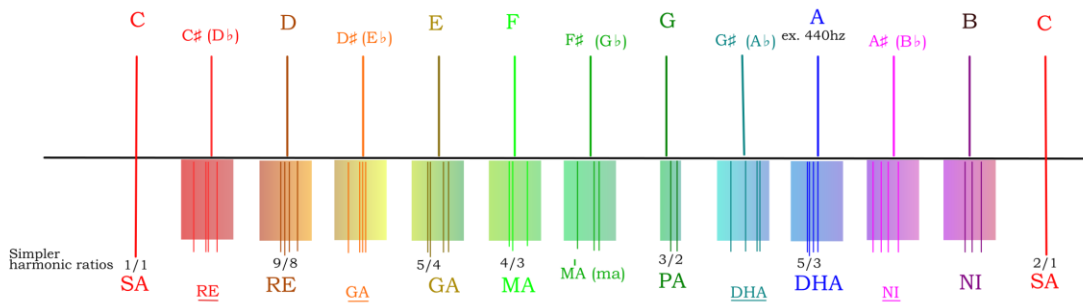 C D E F G A B C
C♯ (D♭) D♯ (E♭) F♯ (G♭) G♯ (A♭) ex. 440hz A♯ (B♭)
Simpler
harmonic ratios 1/1 9/8 5/4 4/3 MA (ma) 3/2 5/3 2/1
SA RE RE GA GA MA PA DHA DHA NI NI SA